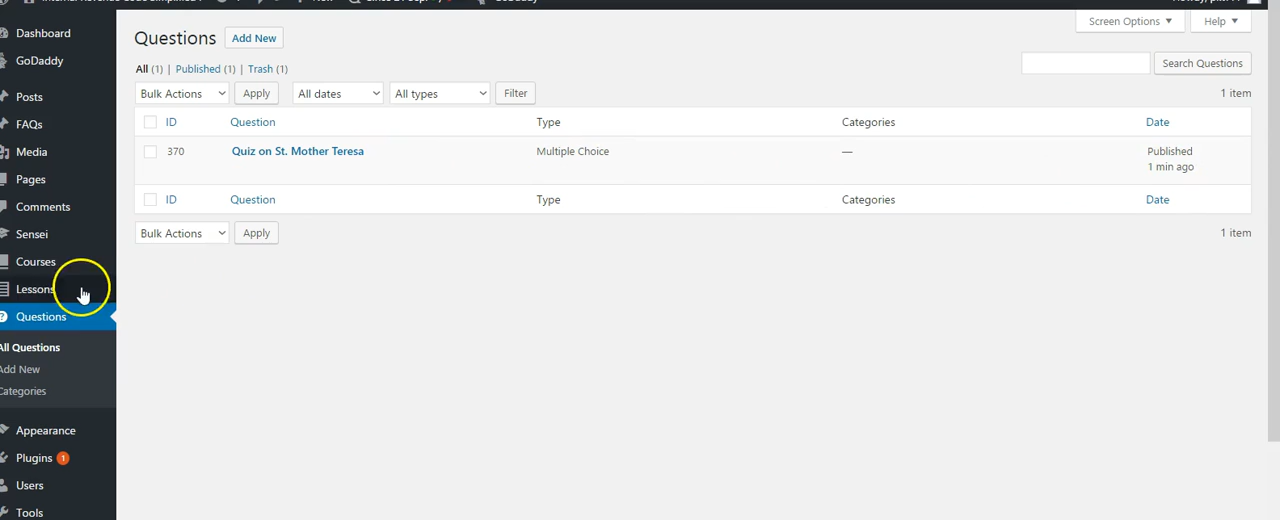 New
GoDaddy
Screen Options ▼
Help ▼
Questions
Add New
All (1) | Published (1) | Trash (1)
Search Questions
Bulk Actions
Apply
All dates
All types
Filter
1 item
ID
Question
Type
Categories
Date
370
Quiz on St. Mother Teresa
Multiple Choice
—
Published
1 min ago
ID
Question
Type
Categories
Date
Bulk Actions
Apply
1 item
Dashboard
GoDaddy
Posts
FAQs
Media
Pages
Comments
Sensei
Courses
Lessons
Questions
All Questions
Add New
Categories
Appearance
Plugins 1
Users
Tools